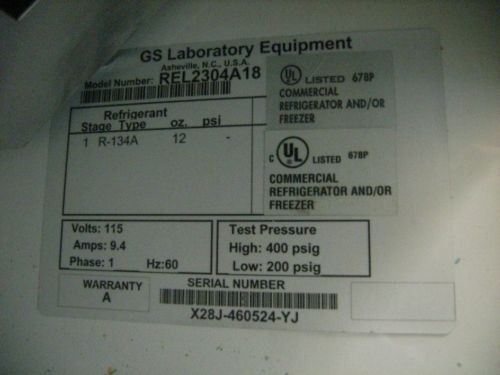 GS Laboratory Equipment
Asheville, N.C., U.S.A.
Model Number: REL2304A18
UL LISTED 678P
COMMERCIAL
REFRIGERATOR AND/OR
FREEZER
Refrigerant
Stage Type oz. psi
1 R-134A 12 -
C UL LISTED 678P
COMMERCIAL
REFRIGERATOR AND/OR
FREEZER
Volts: 115
Amps: 9.4
Phase: 1 Hz:60
Test Pressure
High: 400 psig
Low: 200 psig
WARRANTY
A
SERIAL NUMBER
X28J-460524-YJ